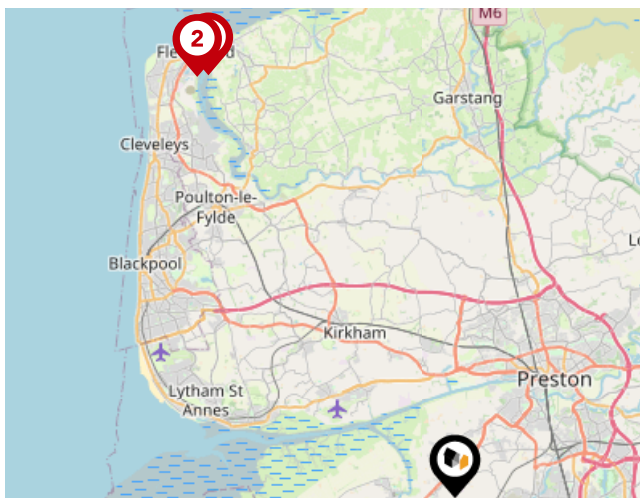 M6
2
Garstang
Cleveleys
Poulton-le-
Fylde
Blackpool
Kirkham
Preston
Lytham St
Annes